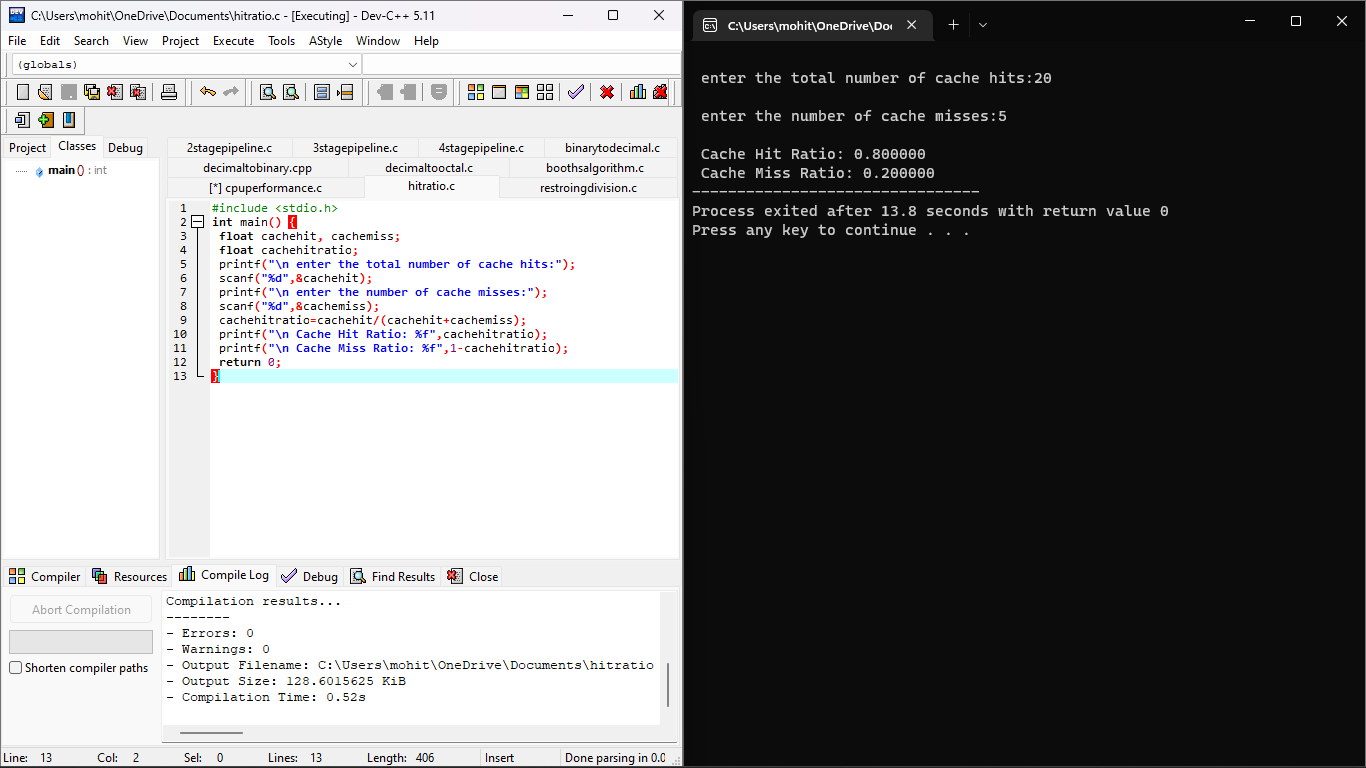 C:\Users\mohit\OneDrive\Documents\hitratio.c - [Executing] - Dev-C++ 5.11
File Edit Search View Project Execute Tools AStyle Window Help
(globals)
Project Classes Debug
main () : int
2stagepipeline.c 3stagepipeline.c 4stagepipeline.c binarytodecimal.c
decimaltobinary.cpp decimaltooctal.c boothsalgorithm.c
[*] cpuperformance.c hitratio.c restroingdivision.c
1 #include <stdio.h>
2 int main() {
3 float cachehit, cachemiss;
4 float cachehitratio;
5 printf("\n enter the total number of cache hits:");
6 scanf("%d",&cachehit);
7 printf("\n enter the number of cache misses:");
8 scanf("%d",&cachemiss);
9 cachehitratio=cachehit/(cachehit+cachemiss);
10 printf("\n Cache Hit Ratio: %f",cachehitratio);
11 printf("\n Cache Miss Ratio: %f",1-cachehitratio);
12 return 0;
13 }
Compiler Resources Compile Log Debug Find Results Close
Abort Compilation
Shorten compiler paths
Compilation results...
--------
- Errors: 0
- Warnings: 0
- Output Filename: C:\Users\mohit\OneDrive\Documents\hitratio
- Output Size: 128.6015625 KiB
- Compilation Time: 0.52s
Line: 13 Col: 2 Sel: 0 Lines: 13 Length: 406 Insert Done parsing in 0.0
C:\Users\mohit\OneDrive\Doc
enter the total number of cache hits:20
enter the number of cache misses:5
Cache Hit Ratio: 0.800000
Cache Miss Ratio: 0.200000
--------------------------------
Process exited after 13.8 seconds with return value 0
Press any key to continue . . .